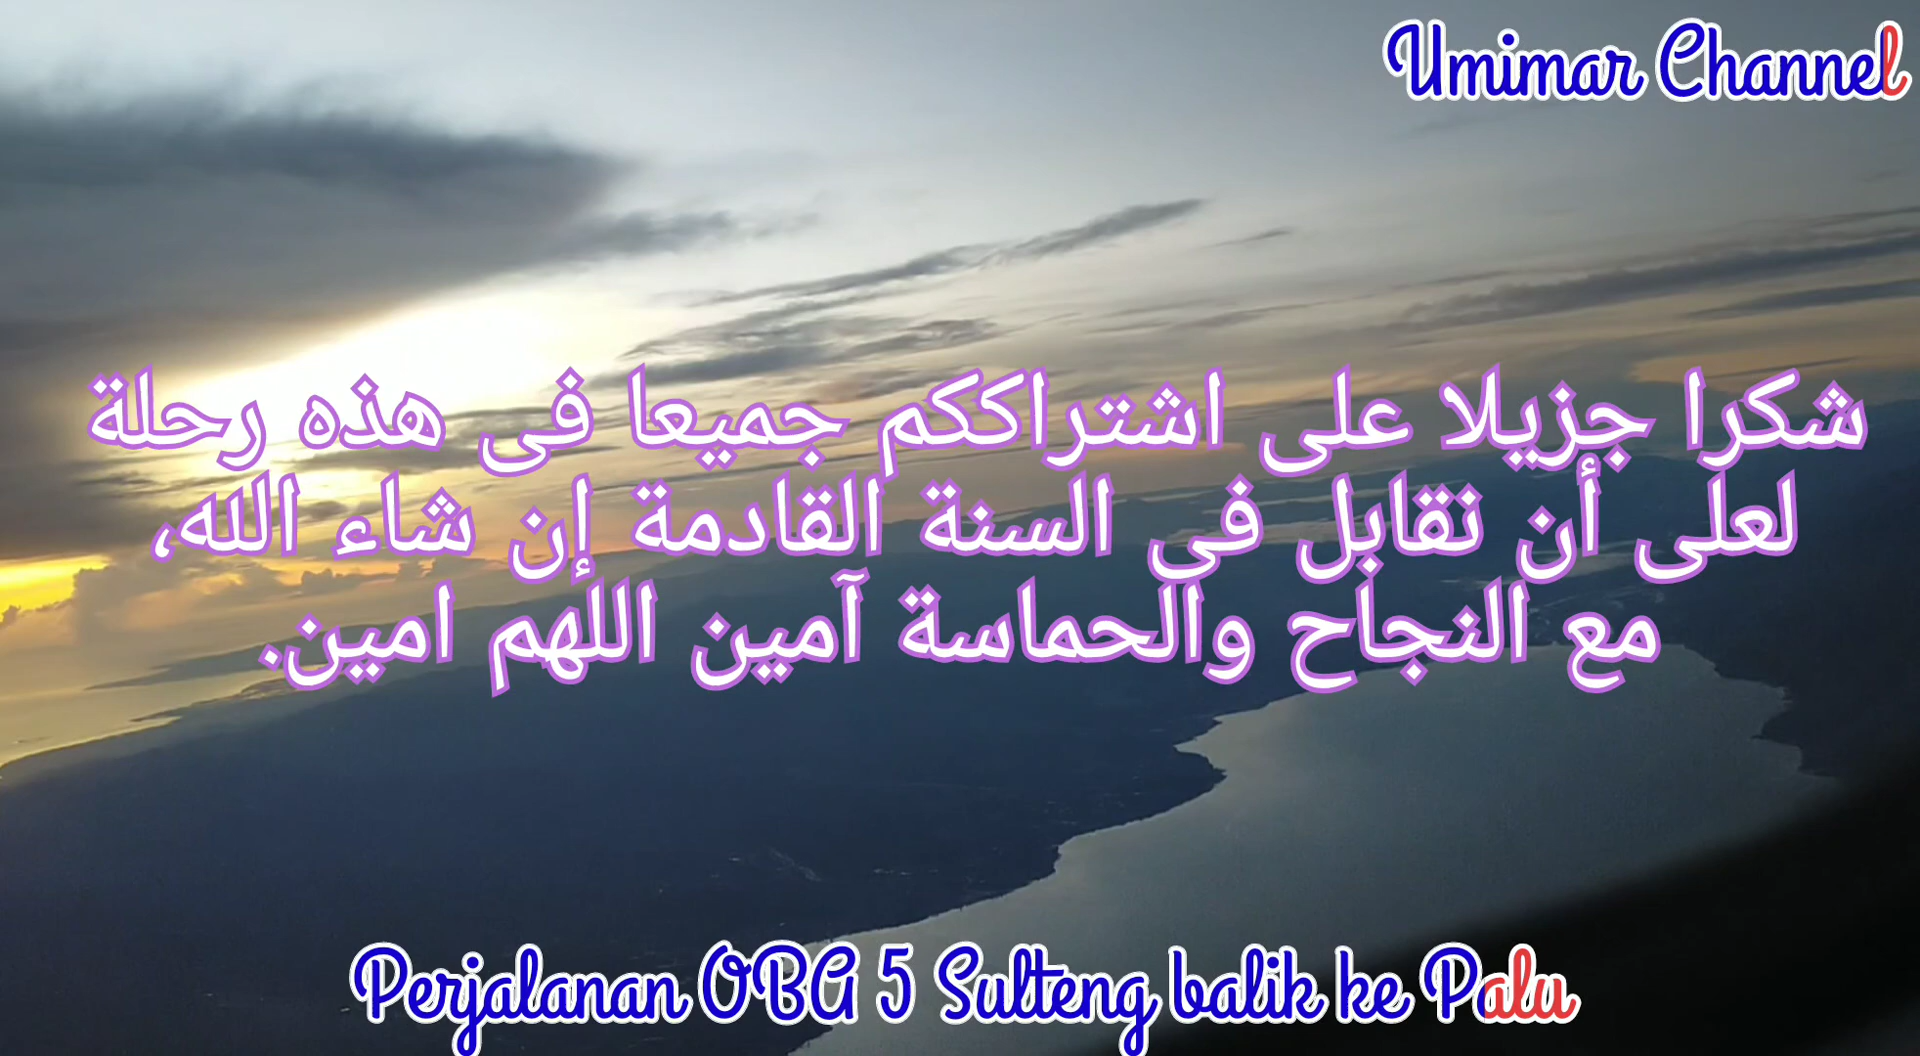 Umimar Channel
شكرا جزيلا على اشتراككم جميعا فى هذه رحلة
لعلى أن نقابل فى السنة القادمة إن شاء الله،
مع النجاح والحماسة آمين اللهم امين.
Perjalanan OBA 5 Sulteng balik ke Palu